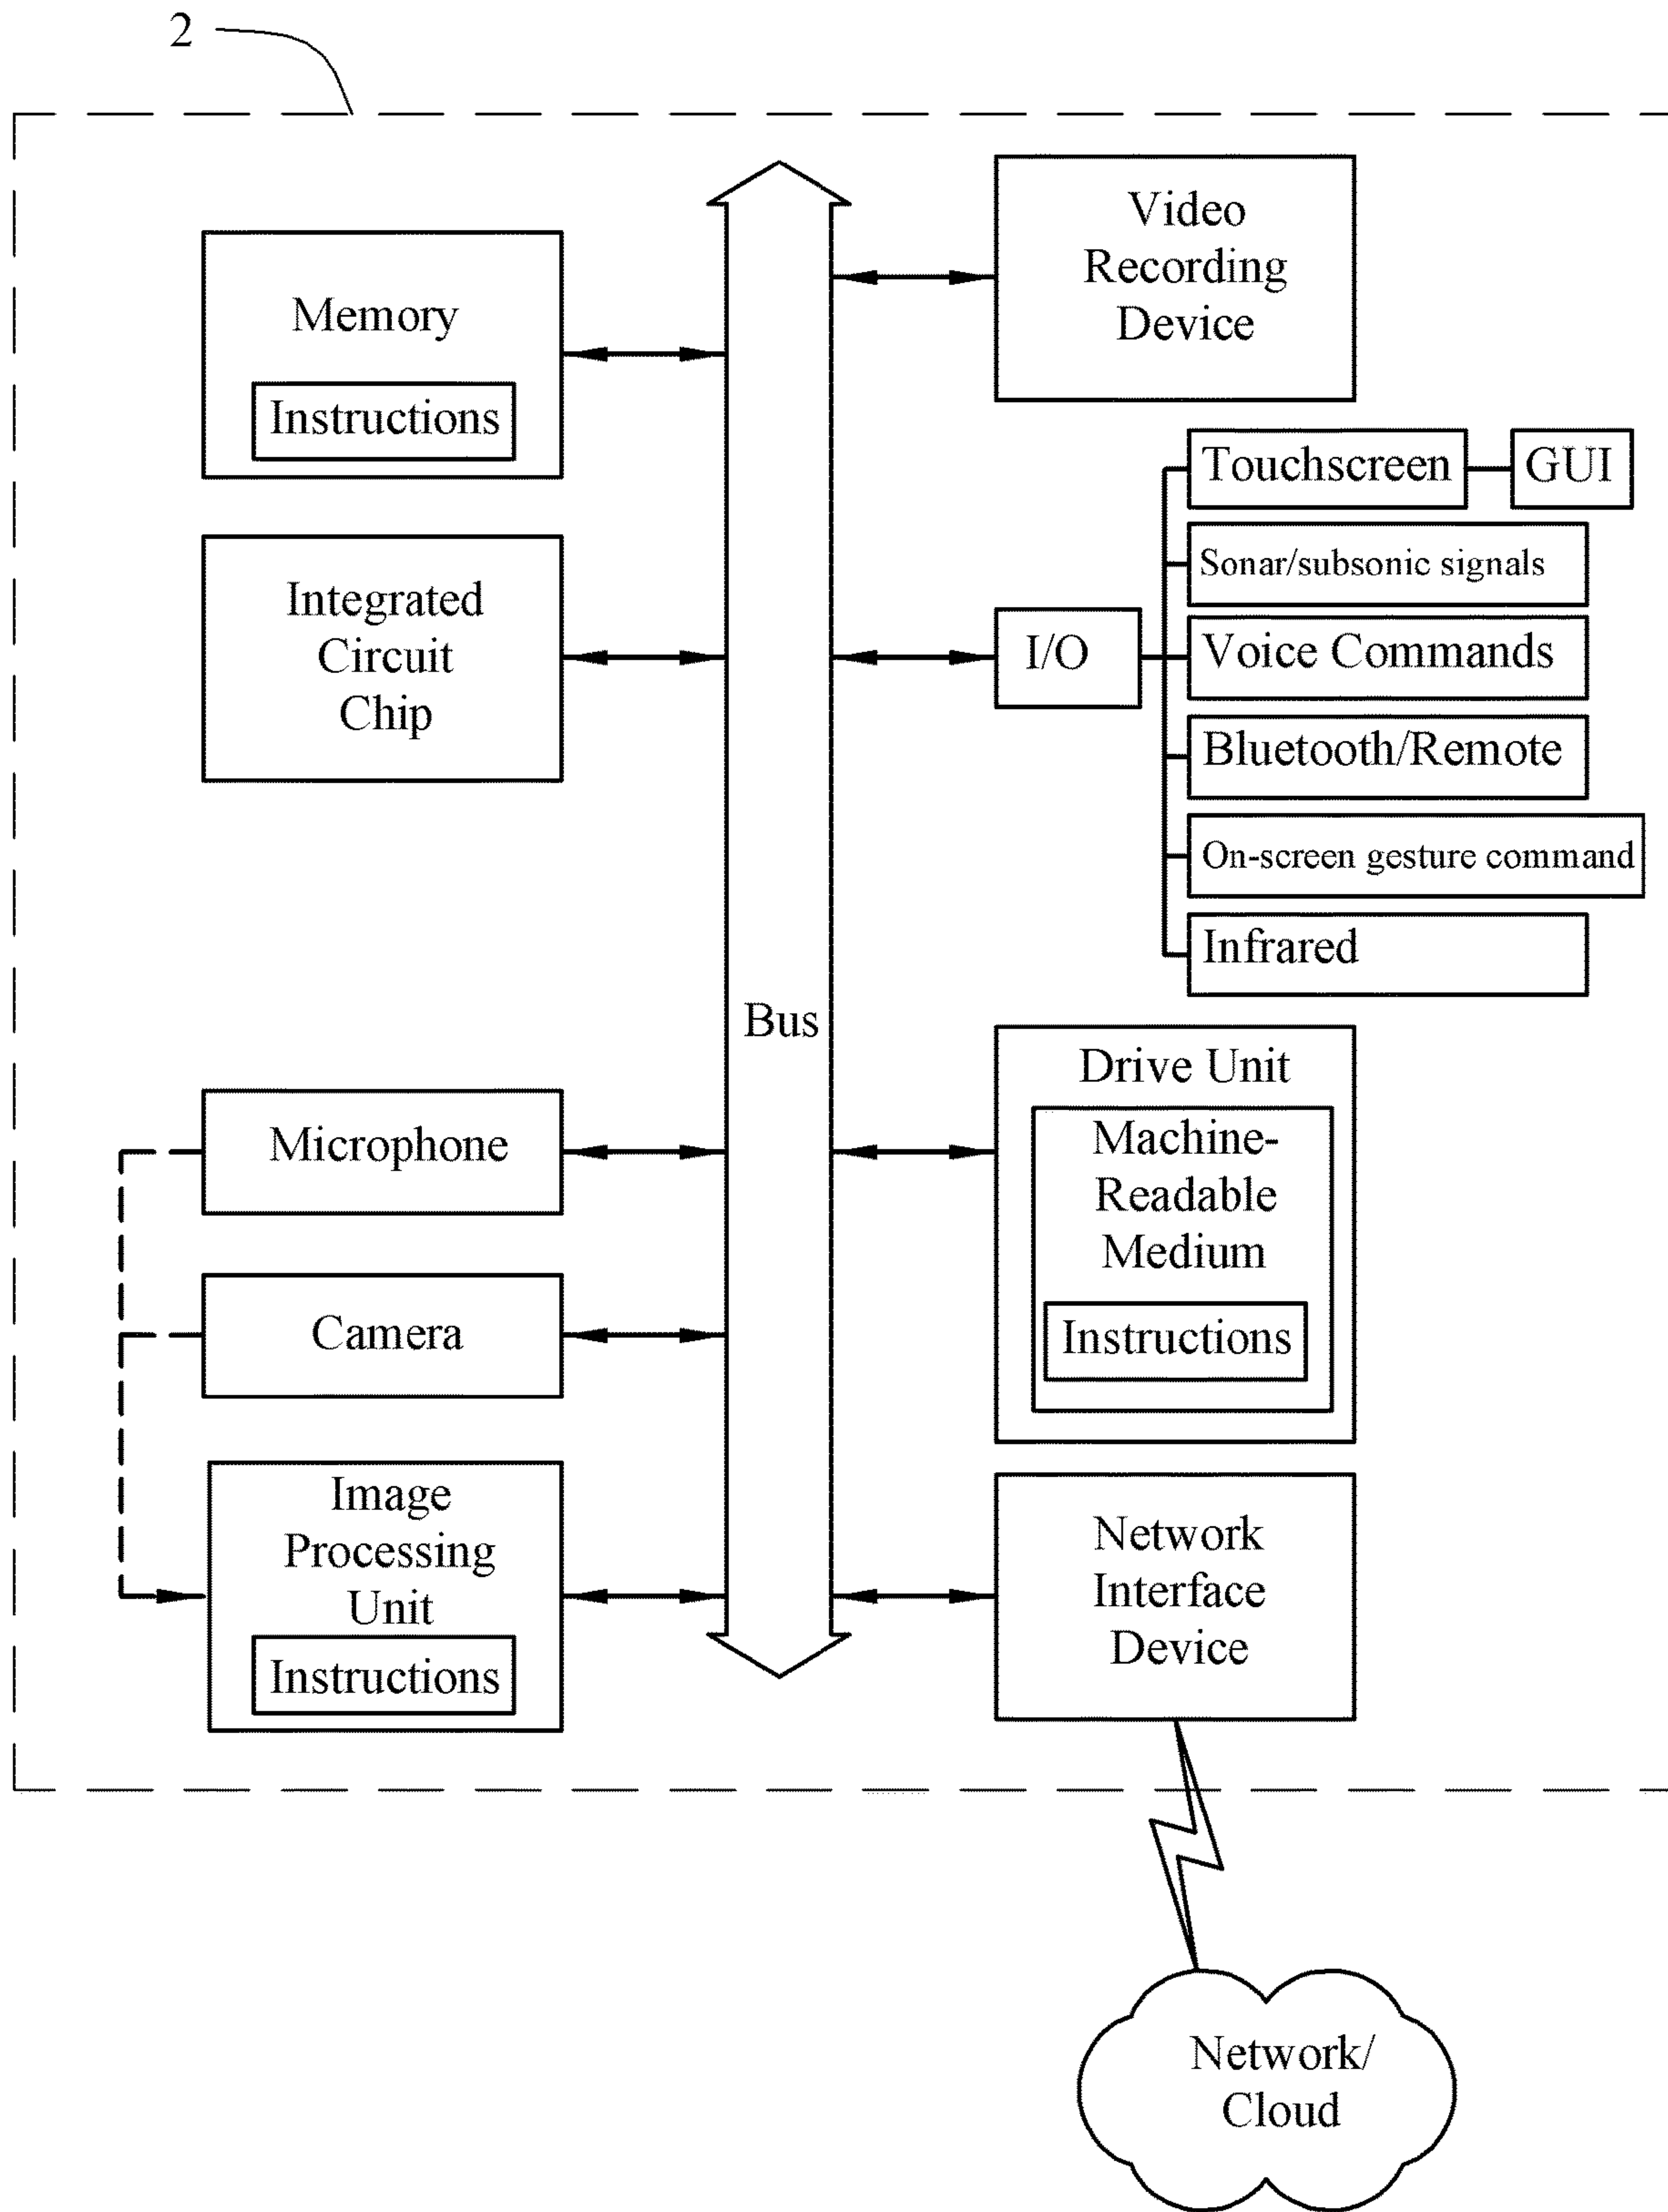 2
Memory
Instructions
Integrated
Circuit
Chip
Microphone
Camera
Image
Processing
Unit
Instructions
Bus
Video
Recording
Device
I/O
Touchscreen
GUI
Sonar/subsonic signals
Voice Commands
Bluetooth/Remote
On-screen gesture command
Infrared
Drive Unit
Machine-
Readable
Medium
Instructions
Network
Interface
Device
Network/
Cloud